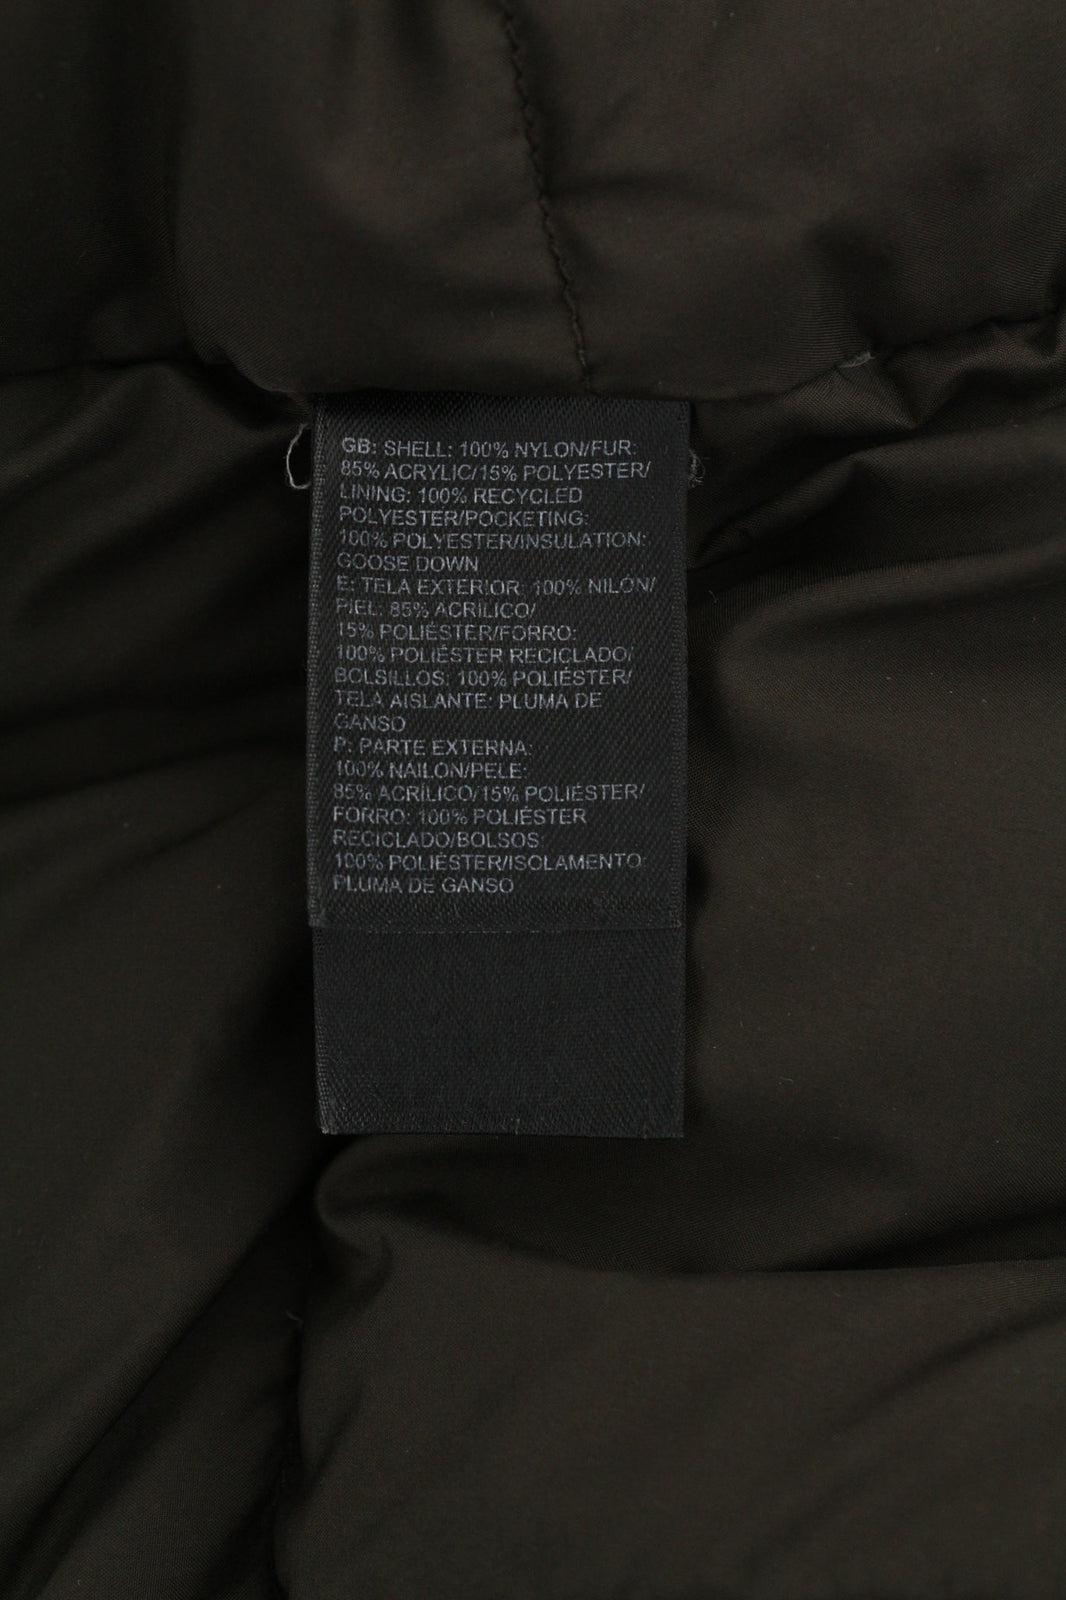 GB: SHELL: 100% NYLON/FUR:
85% ACRYLIC/15% POLYESTER/
LINING: 100% RECYCLED
POLYESTER/POCKETING:
100% POLYESTER/INSULATION:
GOOSE DOWN
E: TELA EXTERIOR: 100% NILÓN/
PIEL: 85% ACRÍLICO/
15% POLIÉSTER/FORRO:
100% POLIÉSTER RECICLADO/
BOLSILLOS: 100% POLIÉSTER/
TELA AISLANTE: PLUMA DE
GANSO
P: PARTE EXTERNA:
100% NAILON/PELE:
85% ACRÍLICO/15% POLIÉSTER/
FORRO: 100% POLIÉSTER
RECICLADO/BOLSOS:
100% POLIÉSTER/ISOLAMENTO:
PLUMA DE GANSO